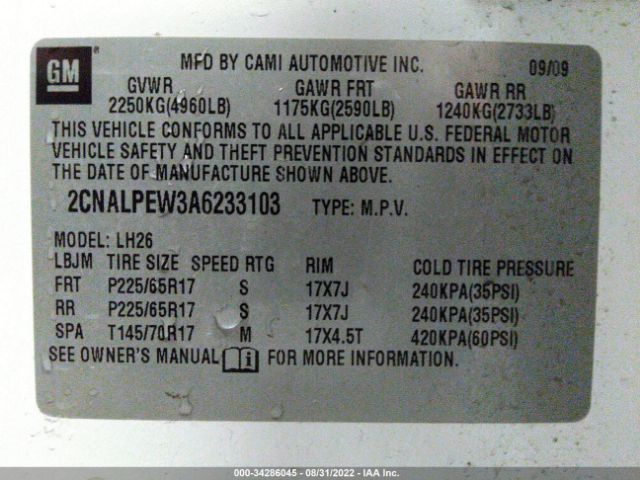 GM ® MFD BY CAMI AUTOMOTIVE INC. 09/09
GVWR GAWR FRT GAWR RR
2250KG(4960LB) 1175KG(2590LB) 1240KG(2733LB)
THIS VEHICLE CONFORMS TO ALL APPLICABLE U.S. FEDERAL MOTOR
VEHICLE SAFETY AND THEFT PREVENTION STANDARDS IN EFFECT ON
THE DATE OF MANUFACTURE SHOWN ABOVE.
2CNALPEW3A6233103 TYPE: M.P.V.
MODEL: LH26
LBJM TIRE SIZE SPEED RTG RIM COLD TIRE PRESSURE
FRT P225/65R17 S 17X7J 240KPA(35PSI)
RR P225/65R17 S 17X7J 240KPA(35PSI)
SPA T145/70R17 M 17X4.5T 420KPA(60PSI)
SEE OWNER'S MANUAL i FOR MORE INFORMATION.
000-34286045 - 08/31/2022 - IAA Inc.